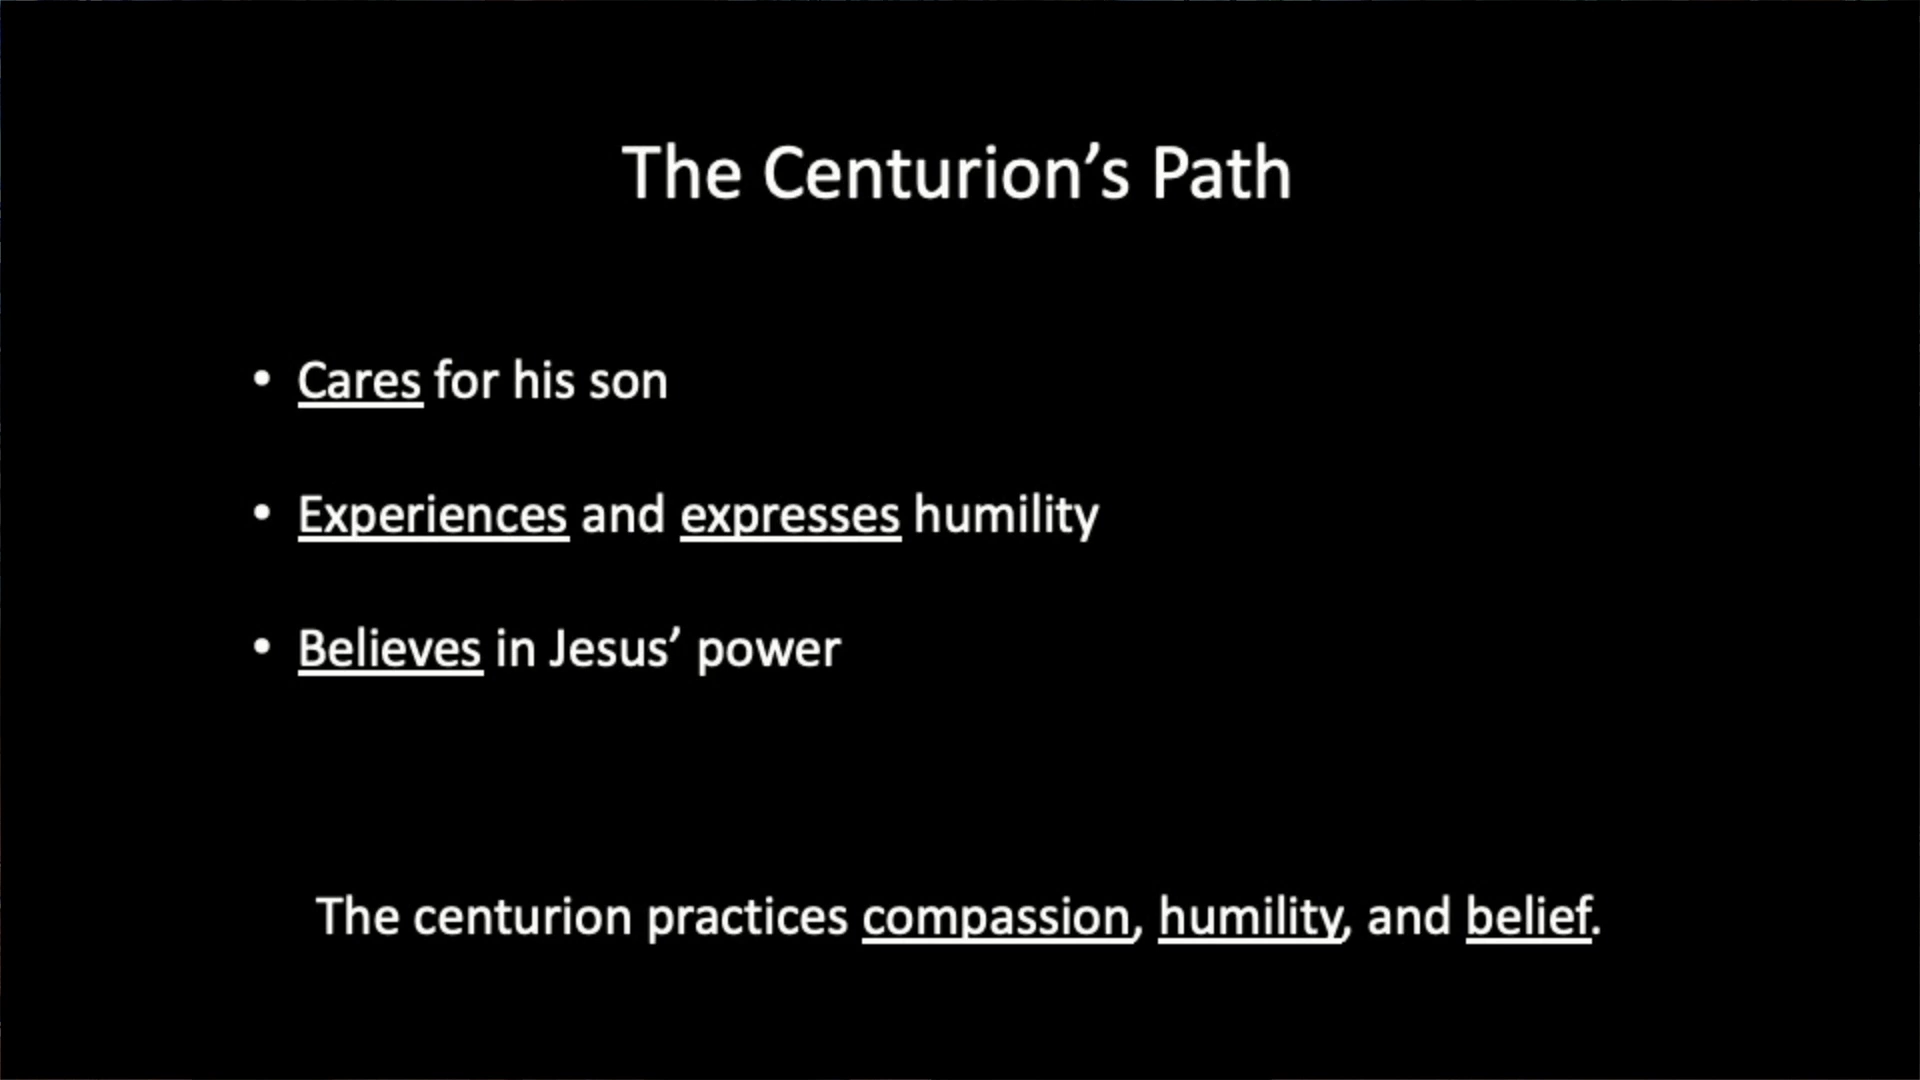 The Centurion’s Path
• Cares for his son
• Experiences and expresses humility
• Believes in Jesus’ power
The centurion practices compassion, humility, and belief.